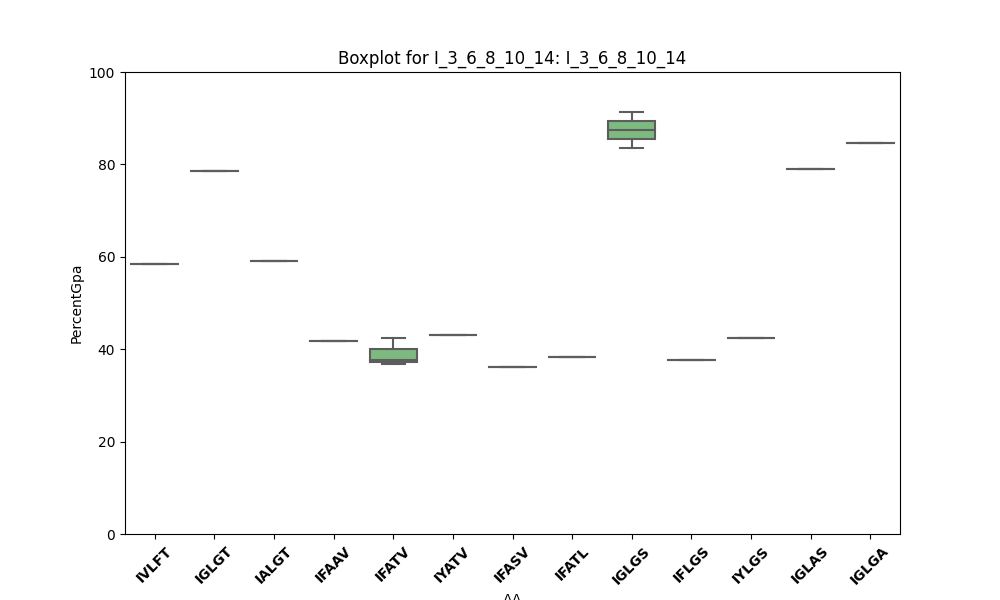 Boxplot for I_3_6_8_10_14: I_3_6_8_10_14
100
80
60
40
20
0
PercentGpa
IVLFT
IGLGT
IALGT
IFAAV
IFATV
IYATV
IFASV
IFATL
IGLGS
IFLGS
IYLGS
IGLAS
IGLGA
AA